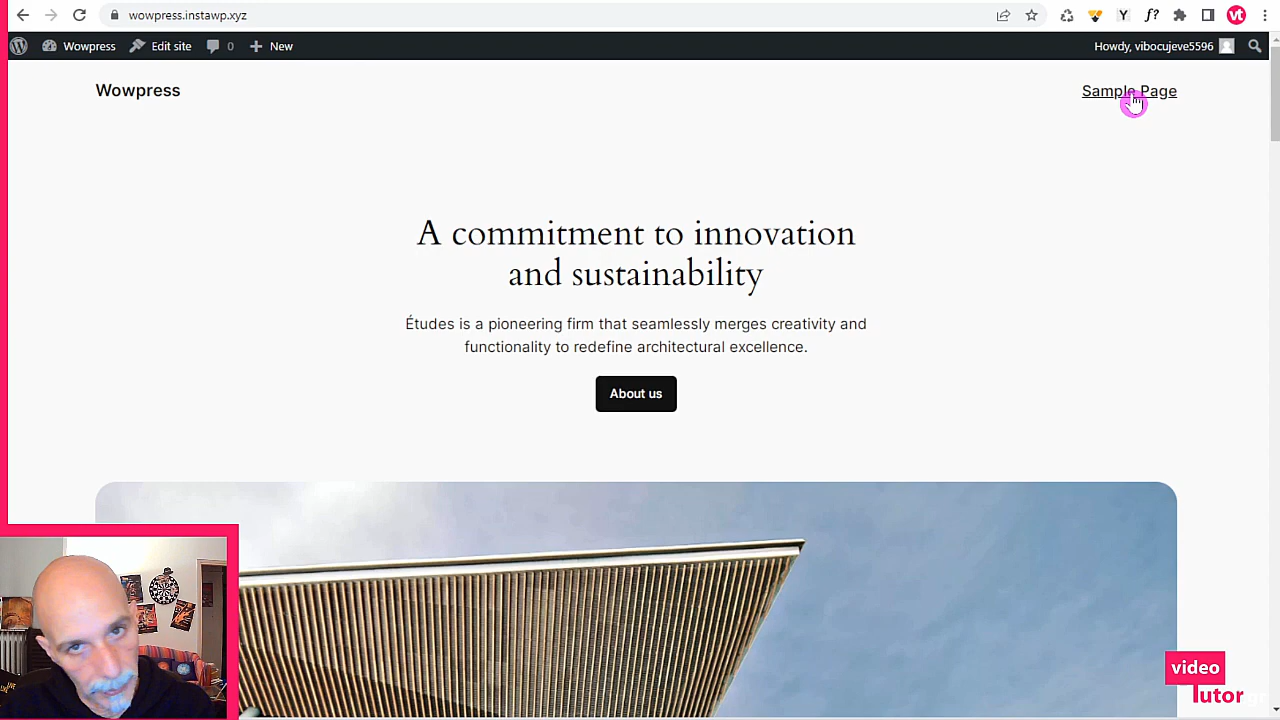 wowpress.instawp.xyz
Wowpress
Edit site
0
New
Howdy, vibocujeve5596
Wowpress
Sample Page
A commitment to innovation
and sustainability
Études is a pioneering firm that seamlessly merges creativity and
functionality to redefine architectural excellence.
About us
video
Tutor